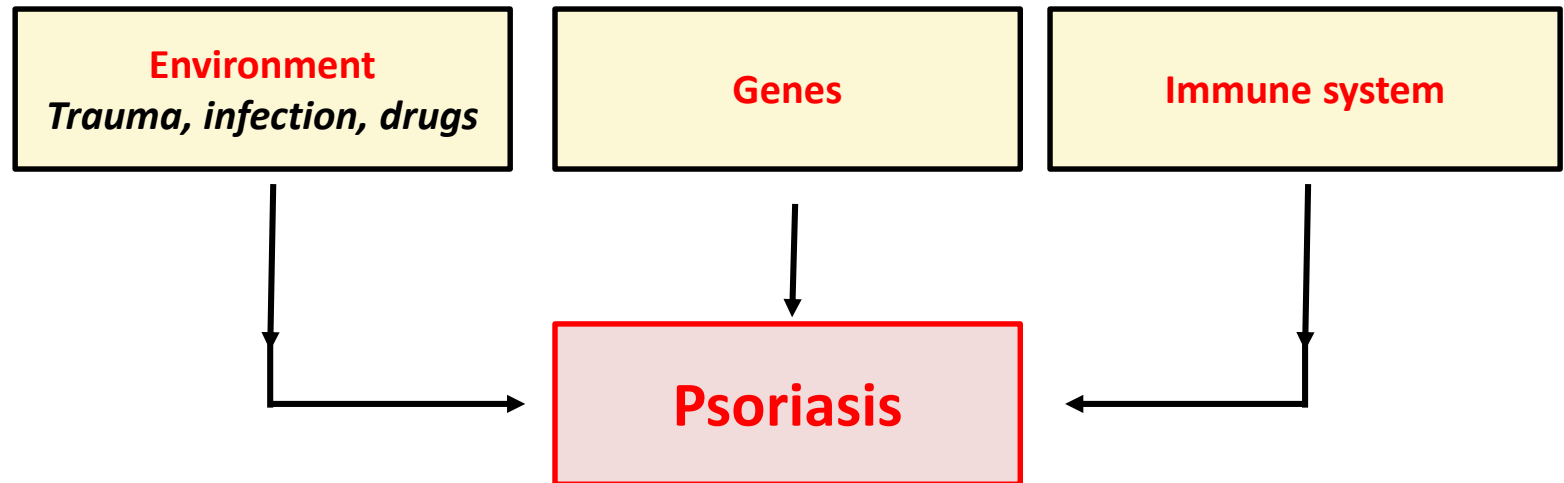 Environment
Trauma, infection, drugs
Genes
Immune system
Psoriasis